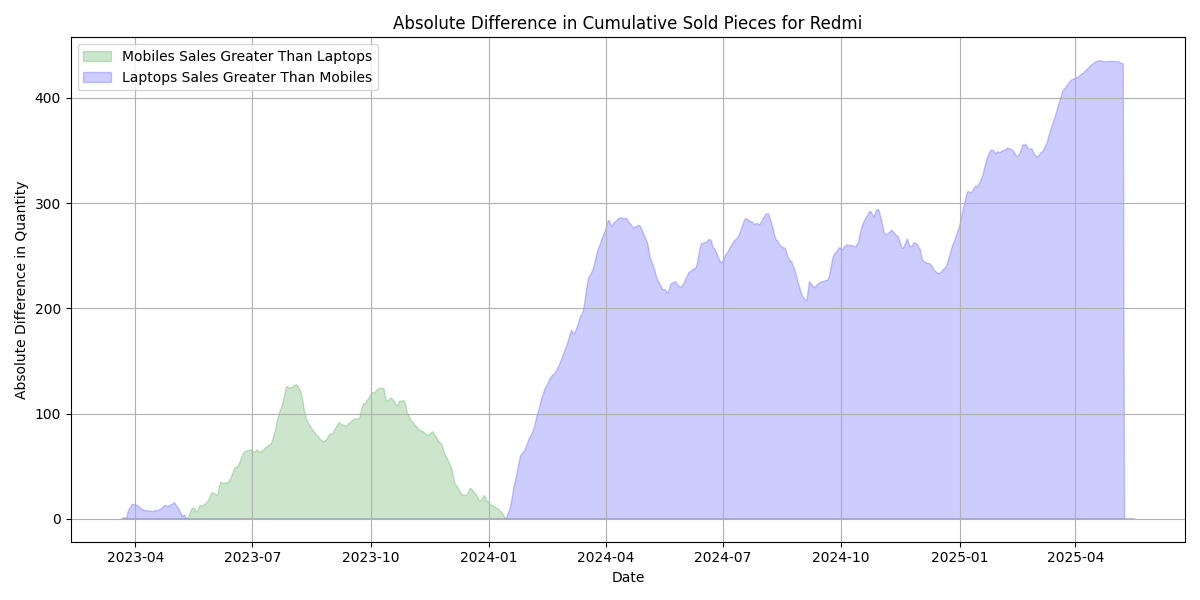 Absolute Difference in Cumulative Sold Pieces for Redmi
Mobiles Sales Greater Than Laptops
Laptops Sales Greater Than Mobiles
Absolute Difference in Quantity
400
300
200
100
0
2023-04 2023-07 2023-10 2024-01 2024-04 2024-07 2024-10 2025-01 2025-04
Date